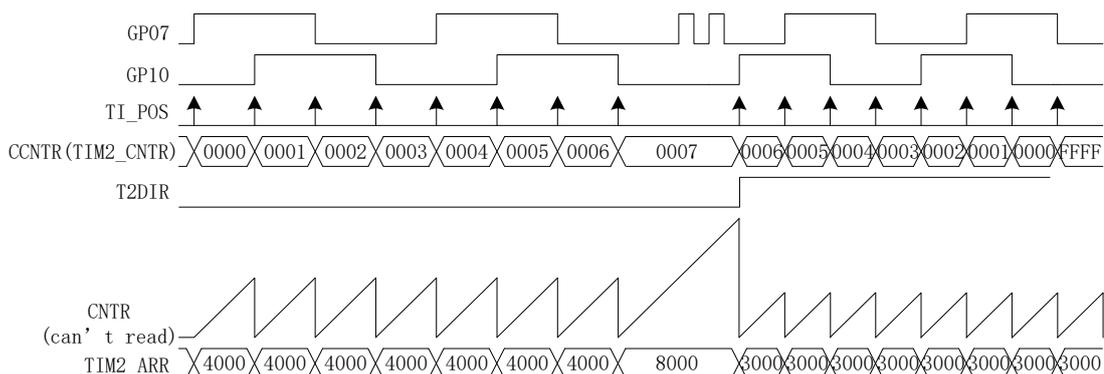 GP07
GP10
TI_POS
CCNTR(TIM2_CNTR) 0000 0001 0002 0003 0004 0005 0006 0007 0006 0005 0004 0003 0002 0001 0000 FFFF
T2DIR
CNTR
(can't read)
TIM2 ARR 4000 4000 4000 4000 4000 4000 4000 8000 3000 3000 3000 3000 3000 3000 3000 3000